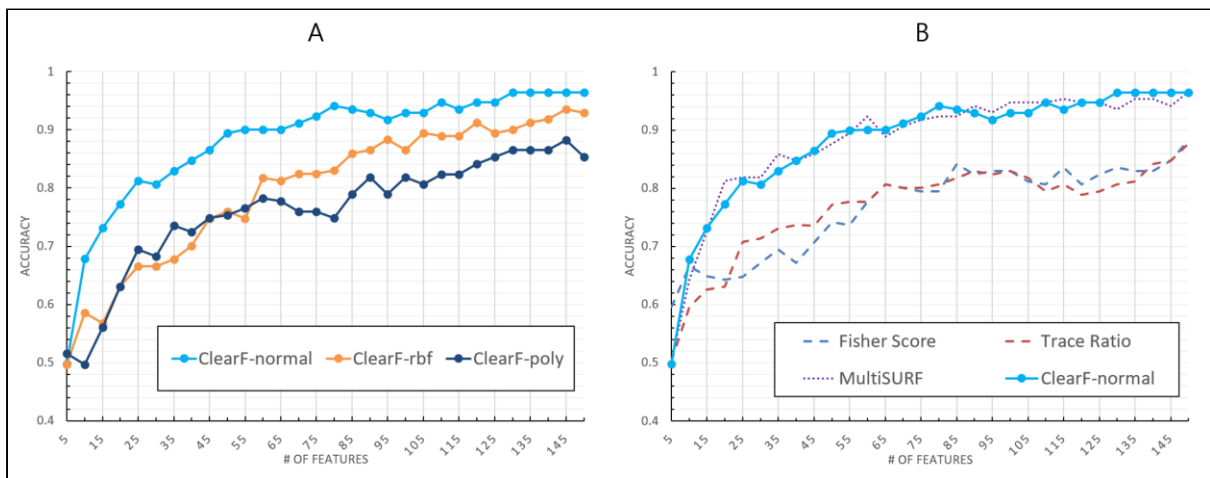 A
1
0.9
0.8
0.7
0.6
0.5
0.4
ACCURACY
ClearF-normal ClearF-rbf ClearF-poly
5 15 25 35 45 55 65 75 85 95 105 115 125 135 145
# OF FEATURES
B
1
0.9
0.8
0.7
0.6
0.5
0.4
ACCURACY
Fisher Score Trace Ratio
MultiSURF ClearF-normal
5 15 25 35 45 55 65 75 85 95 105 115 125 135 145
# OF FEATURES